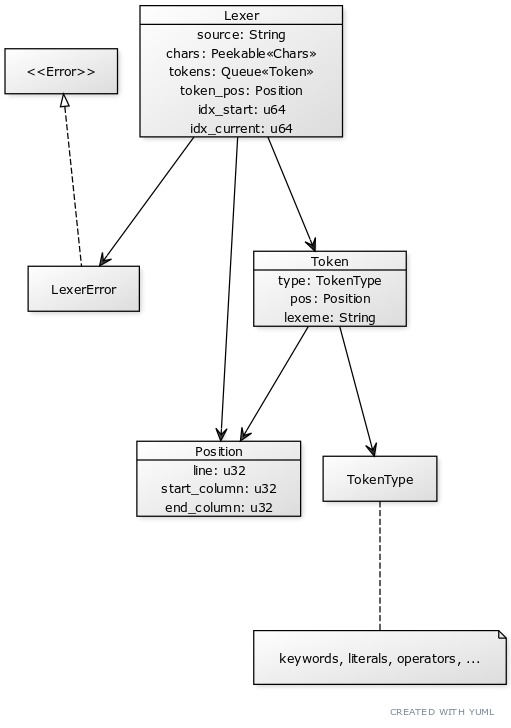 Lexer
source: String
chars: Peekable«Chars»
tokens: Queue«Token»
token_pos: Position
idx_start: u64
idx_current: u64
<<Error>>
LexerError
Token
type: TokenType
pos: Position
lexeme: String
Position
line: u32
start_column: u32
end_column: u32
TokenType
keywords, literals, operators, ...
CREATED WITH YUML